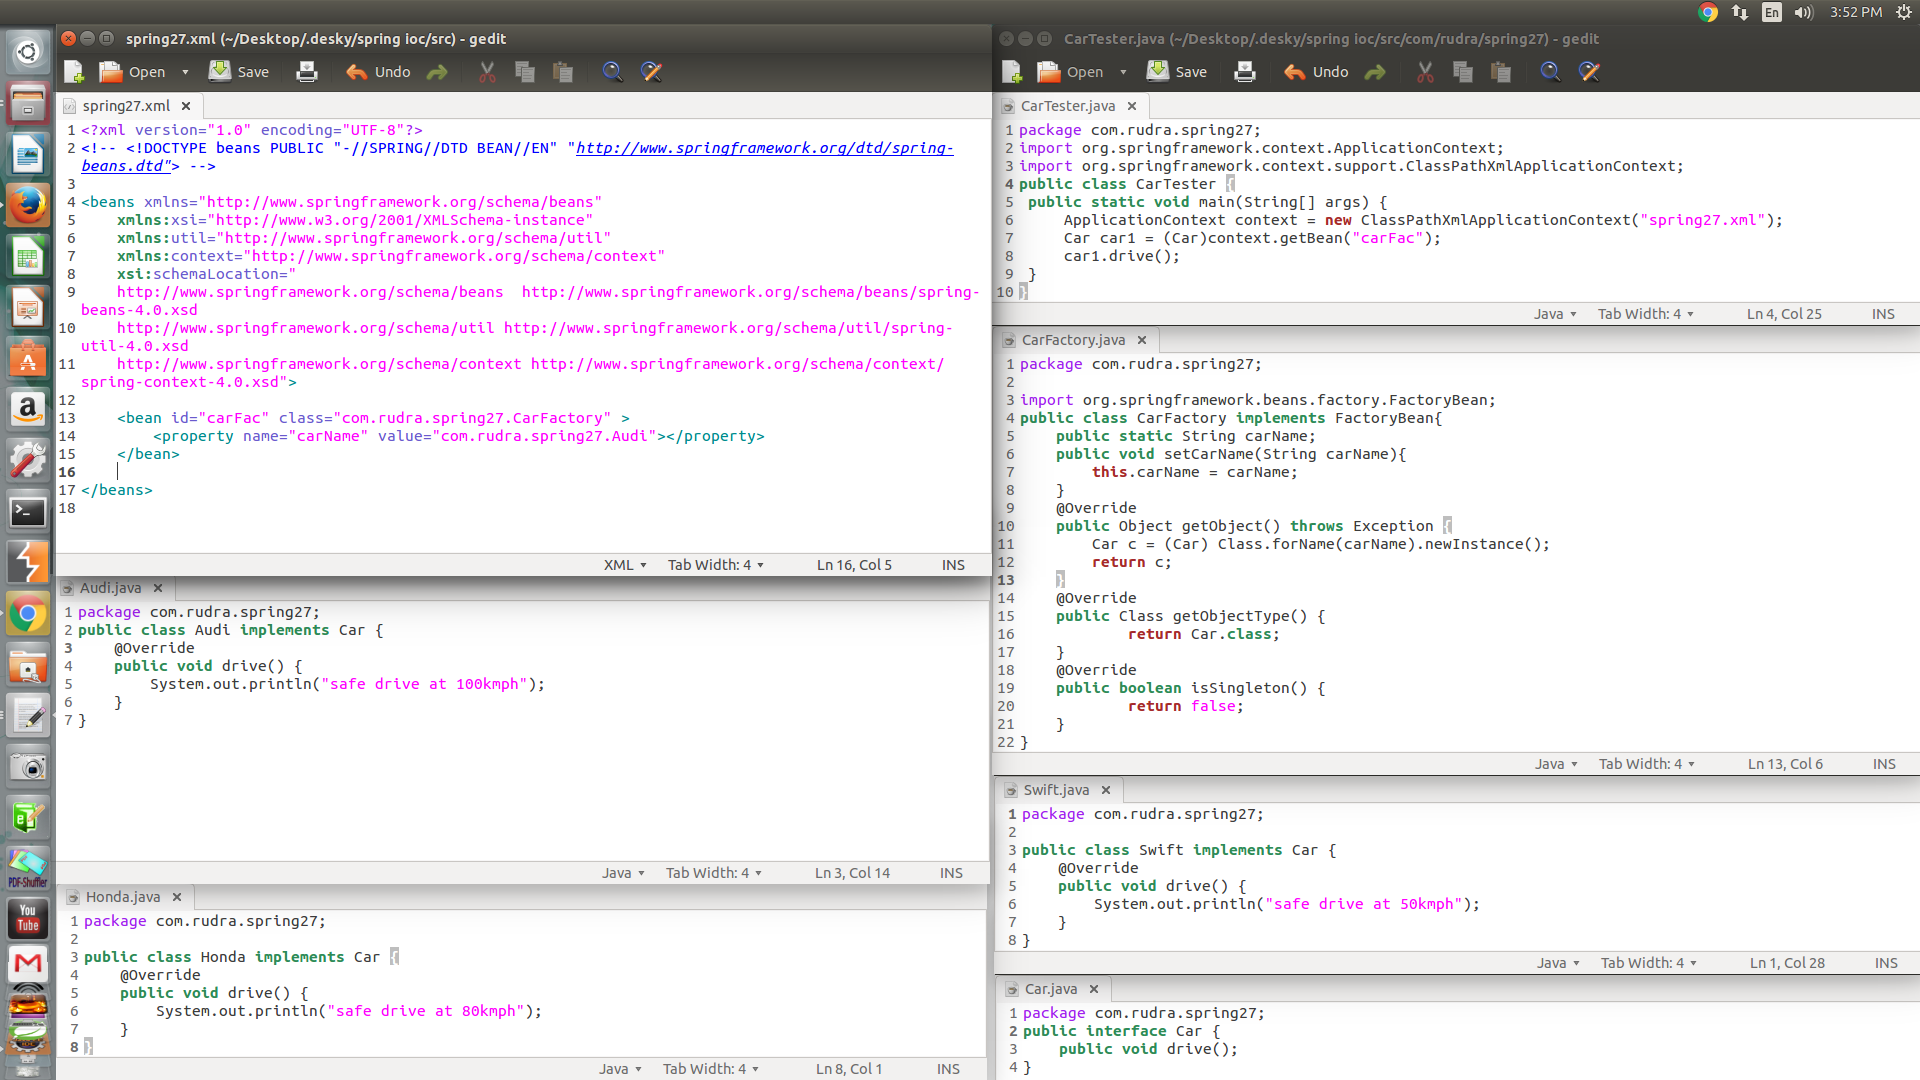 3:52 PM
En
spring27.xml (~/Desktop/.desky/spring ioc/src) - gedit
Open Save Undo
spring27.xml
1 <?xml version="1.0" encoding="UTF-8"?>
2 <!-- <!DOCTYPE beans PUBLIC "-//SPRING//DTD BEAN//EN" "http://www.springframework.org/dtd/spring-
beans.dtd"> -->
3
4 <beans xmlns="http://www.springframework.org/schema/beans"
5     xmlns:xsi="http://www.w3.org/2001/XMLSchema-instance"
6     xmlns:util="http://www.springframework.org/schema/util"
7     xmlns:context="http://www.springframework.org/schema/context"
8     xsi:schemaLocation="
9     http://www.springframework.org/schema/beans  http://www.springframework.org/schema/beans/spring-
beans-4.0.xsd
10     http://www.springframework.org/schema/util http://www.springframework.org/schema/util/spring-
util-4.0.xsd
11     http://www.springframework.org/schema/context http://www.springframework.org/schema/context/
spring-context-4.0.xsd">
12
13     <bean id="carFac" class="com.rudra.spring27.CarFactory" >
14         <property name="carName" value="com.rudra.spring27.Audi"></property>
15     </bean>
16
17 </beans>
18
XML Tab Width: 4 Ln 16, Col 5 INS
Audi.java
1 package com.rudra.spring27;
2 public class Audi implements Car {
3     @Override
4     public void drive() {
5         System.out.println("safe drive at 100kmph");
6     }
7 }
Java Tab Width: 4 Ln 3, Col 14 INS
Honda.java
1 package com.rudra.spring27;
2
3 public class Honda implements Car {
4     @Override
5     public void drive() {
6         System.out.println("safe drive at 80kmph");
7     }
8 }
Java Tab Width: 4 Ln 8, Col 1 INS
CarTester.java (~/Desktop/.desky/spring ioc/src/com/rudra/spring27) - gedit
Open Save Undo
CarTester.java
1 package com.rudra.spring27;
2 import org.springframework.context.ApplicationContext;
3 import org.springframework.context.support.ClassPathXmlApplicationContext;
4 public class CarTester {
5  public static void main(String[] args) {
6      ApplicationContext context = new ClassPathXmlApplicationContext("spring27.xml");
7      Car car1 = (Car)context.getBean("carFac");
8      car1.drive();
9  }
10 }
Java Tab Width: 4 Ln 4, Col 25 INS
CarFactory.java
1 package com.rudra.spring27;
2
3 import org.springframework.beans.factory.FactoryBean;
4 public class CarFactory implements FactoryBean{
5     public static String carName;
6     public void setCarName(String carName){
7         this.carName = carName;
8     }
9     @Override
10     public Object getObject() throws Exception {
11         Car c = (Car) Class.forName(carName).newInstance();
12         return c;
13     }
14     @Override
15     public Class getObjectType() {
16             return Car.class;
17     }
18     @Override
19     public boolean isSingleton() {
20             return false;
21     }
22 }
Java Tab Width: 4 Ln 13, Col 6 INS
Swift.java
1 package com.rudra.spring27;
2
3 public class Swift implements Car {
4     @Override
5     public void drive() {
6         System.out.println("safe drive at 50kmph");
7     }
8 }
Java Tab Width: 4 Ln 1, Col 28 INS
Car.java
1 package com.rudra.spring27;
2 public interface Car {
3     public void drive();
4 }
a
PDF-Shuffler
You
Tube